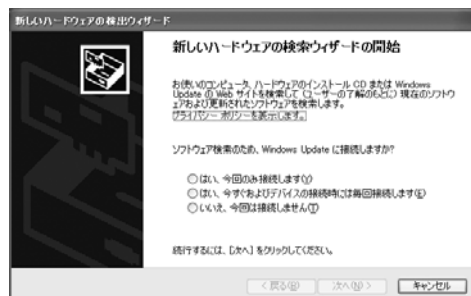 新しいハードウェアの検出ウィザード
新しいハードウェアの検索ウィザードの開始
お使いのコンピュータ、ハードウェアのインストール CD または Windows
Update の Web サイトを検索して (ユーザーの了解のもとに) 現在のソフトウ
ェアおよび更新されたソフトウェアを検索します。
プライバシー ポリシーを表示します。
ソフトウェア検索のため、Windows Update に接続しますか?
はい、今回のみ接続します(Y)
はい、今すぐおよびデバイスの接続時には毎回接続します(E)
いいえ、今回は接続しません(T)
続行するには、[次へ] をクリックしてください。
< 戻る(B)
次へ(N) >
キャンセル